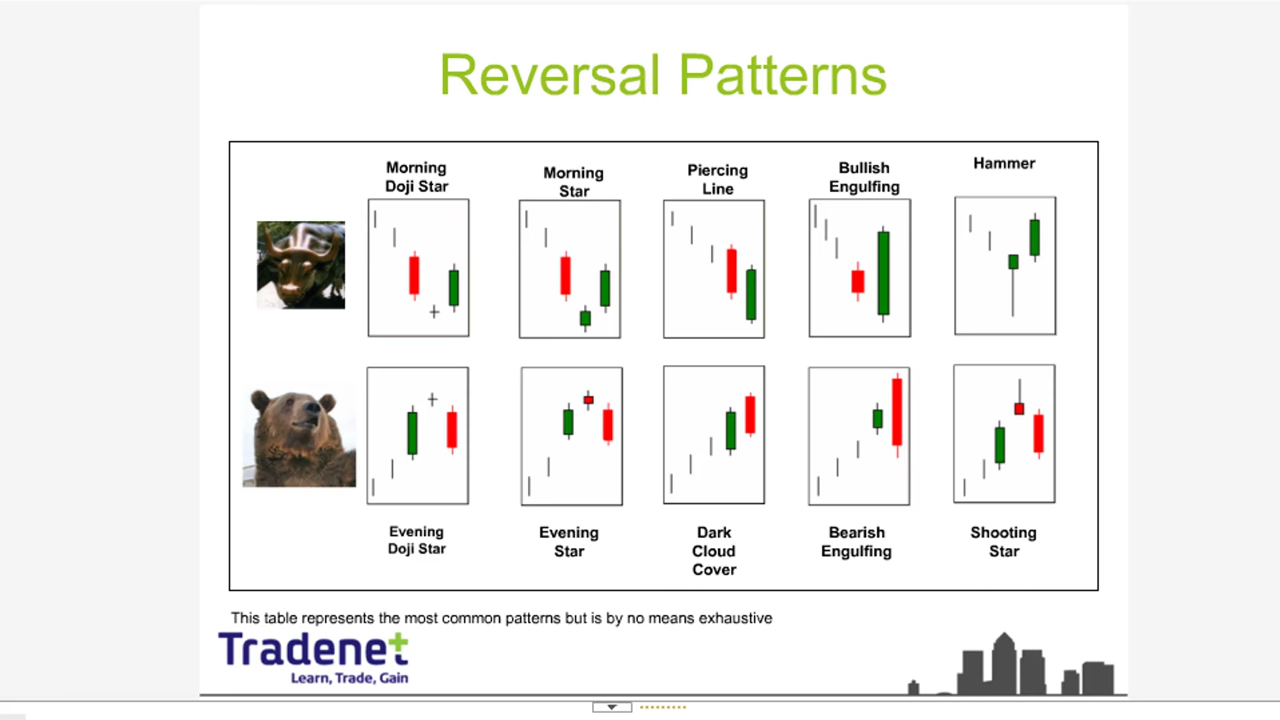 Reversal Patterns
Morning
Doji Star
Morning
Star
Piercing
Line
Bullish
Engulfing
Hammer
Evening
Doji Star
Evening
Star
Dark
Cloud
Cover
Bearish
Engulfing
Shooting
Star
This table represents the most common patterns but is by no means exhaustive
Tradenet
Learn, Trade, Gain